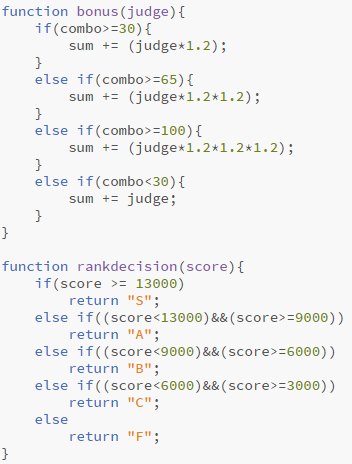 function bonus(judge){
    if(combo>=30){
        sum += (judge*1.2);
    }
    else if(combo>=65){
        sum += (judge*1.2*1.2);
    }
    else if(combo>=100){
        sum += (judge*1.2*1.2*1.2);
    }
    else if(combo<30){
        sum += judge;
    }
}

function rankdecision(score){
    if(score >= 13000)
        return "S";
    else if((score<13000)&&(score>=9000))
        return "A";
    else if((score<9000)&&(score>=6000))
        return "B";
    else if((score<6000)&&(score>=3000))
        return "C";
    else
        return "F";
}